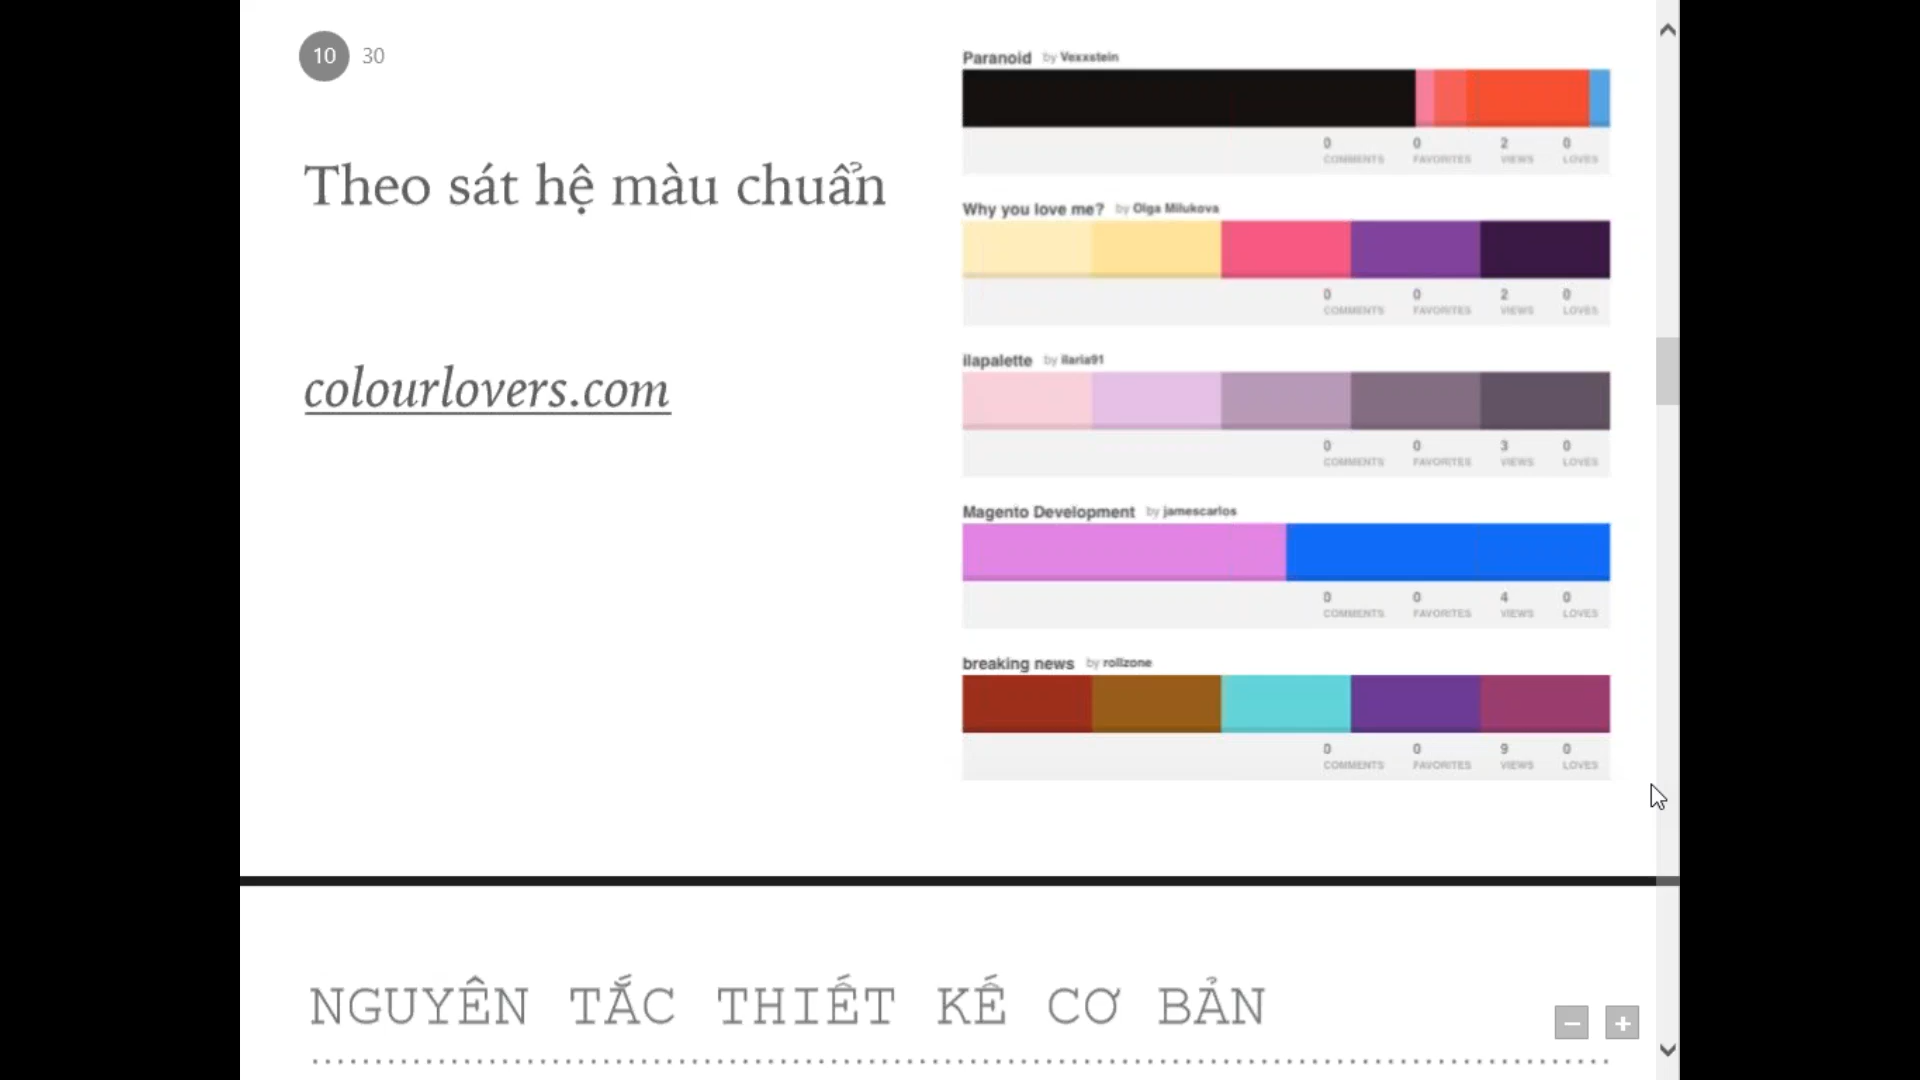 10 30
Theo sát hệ màu chuẩn
colourlovers.com
Paranoid by Vexxstein
0 0 2 0
COMMENTS FAVORITES VIEWS LOVES
Why you love me? by Olga Milukova
0 0 2 0
COMMENTS FAVORITES VIEWS LOVES
ilapalette by ilaria91
0 0 3 0
COMMENTS FAVORITES VIEWS LOVES
Magento Development by jamescarlos
0 0 4 0
COMMENTS FAVORITES VIEWS LOVES
breaking news by rollzone
0 0 9 0
COMMENTS FAVORITES VIEWS LOVES
NGUYÊN TẮC THIẾT KẾ CƠ BẢN